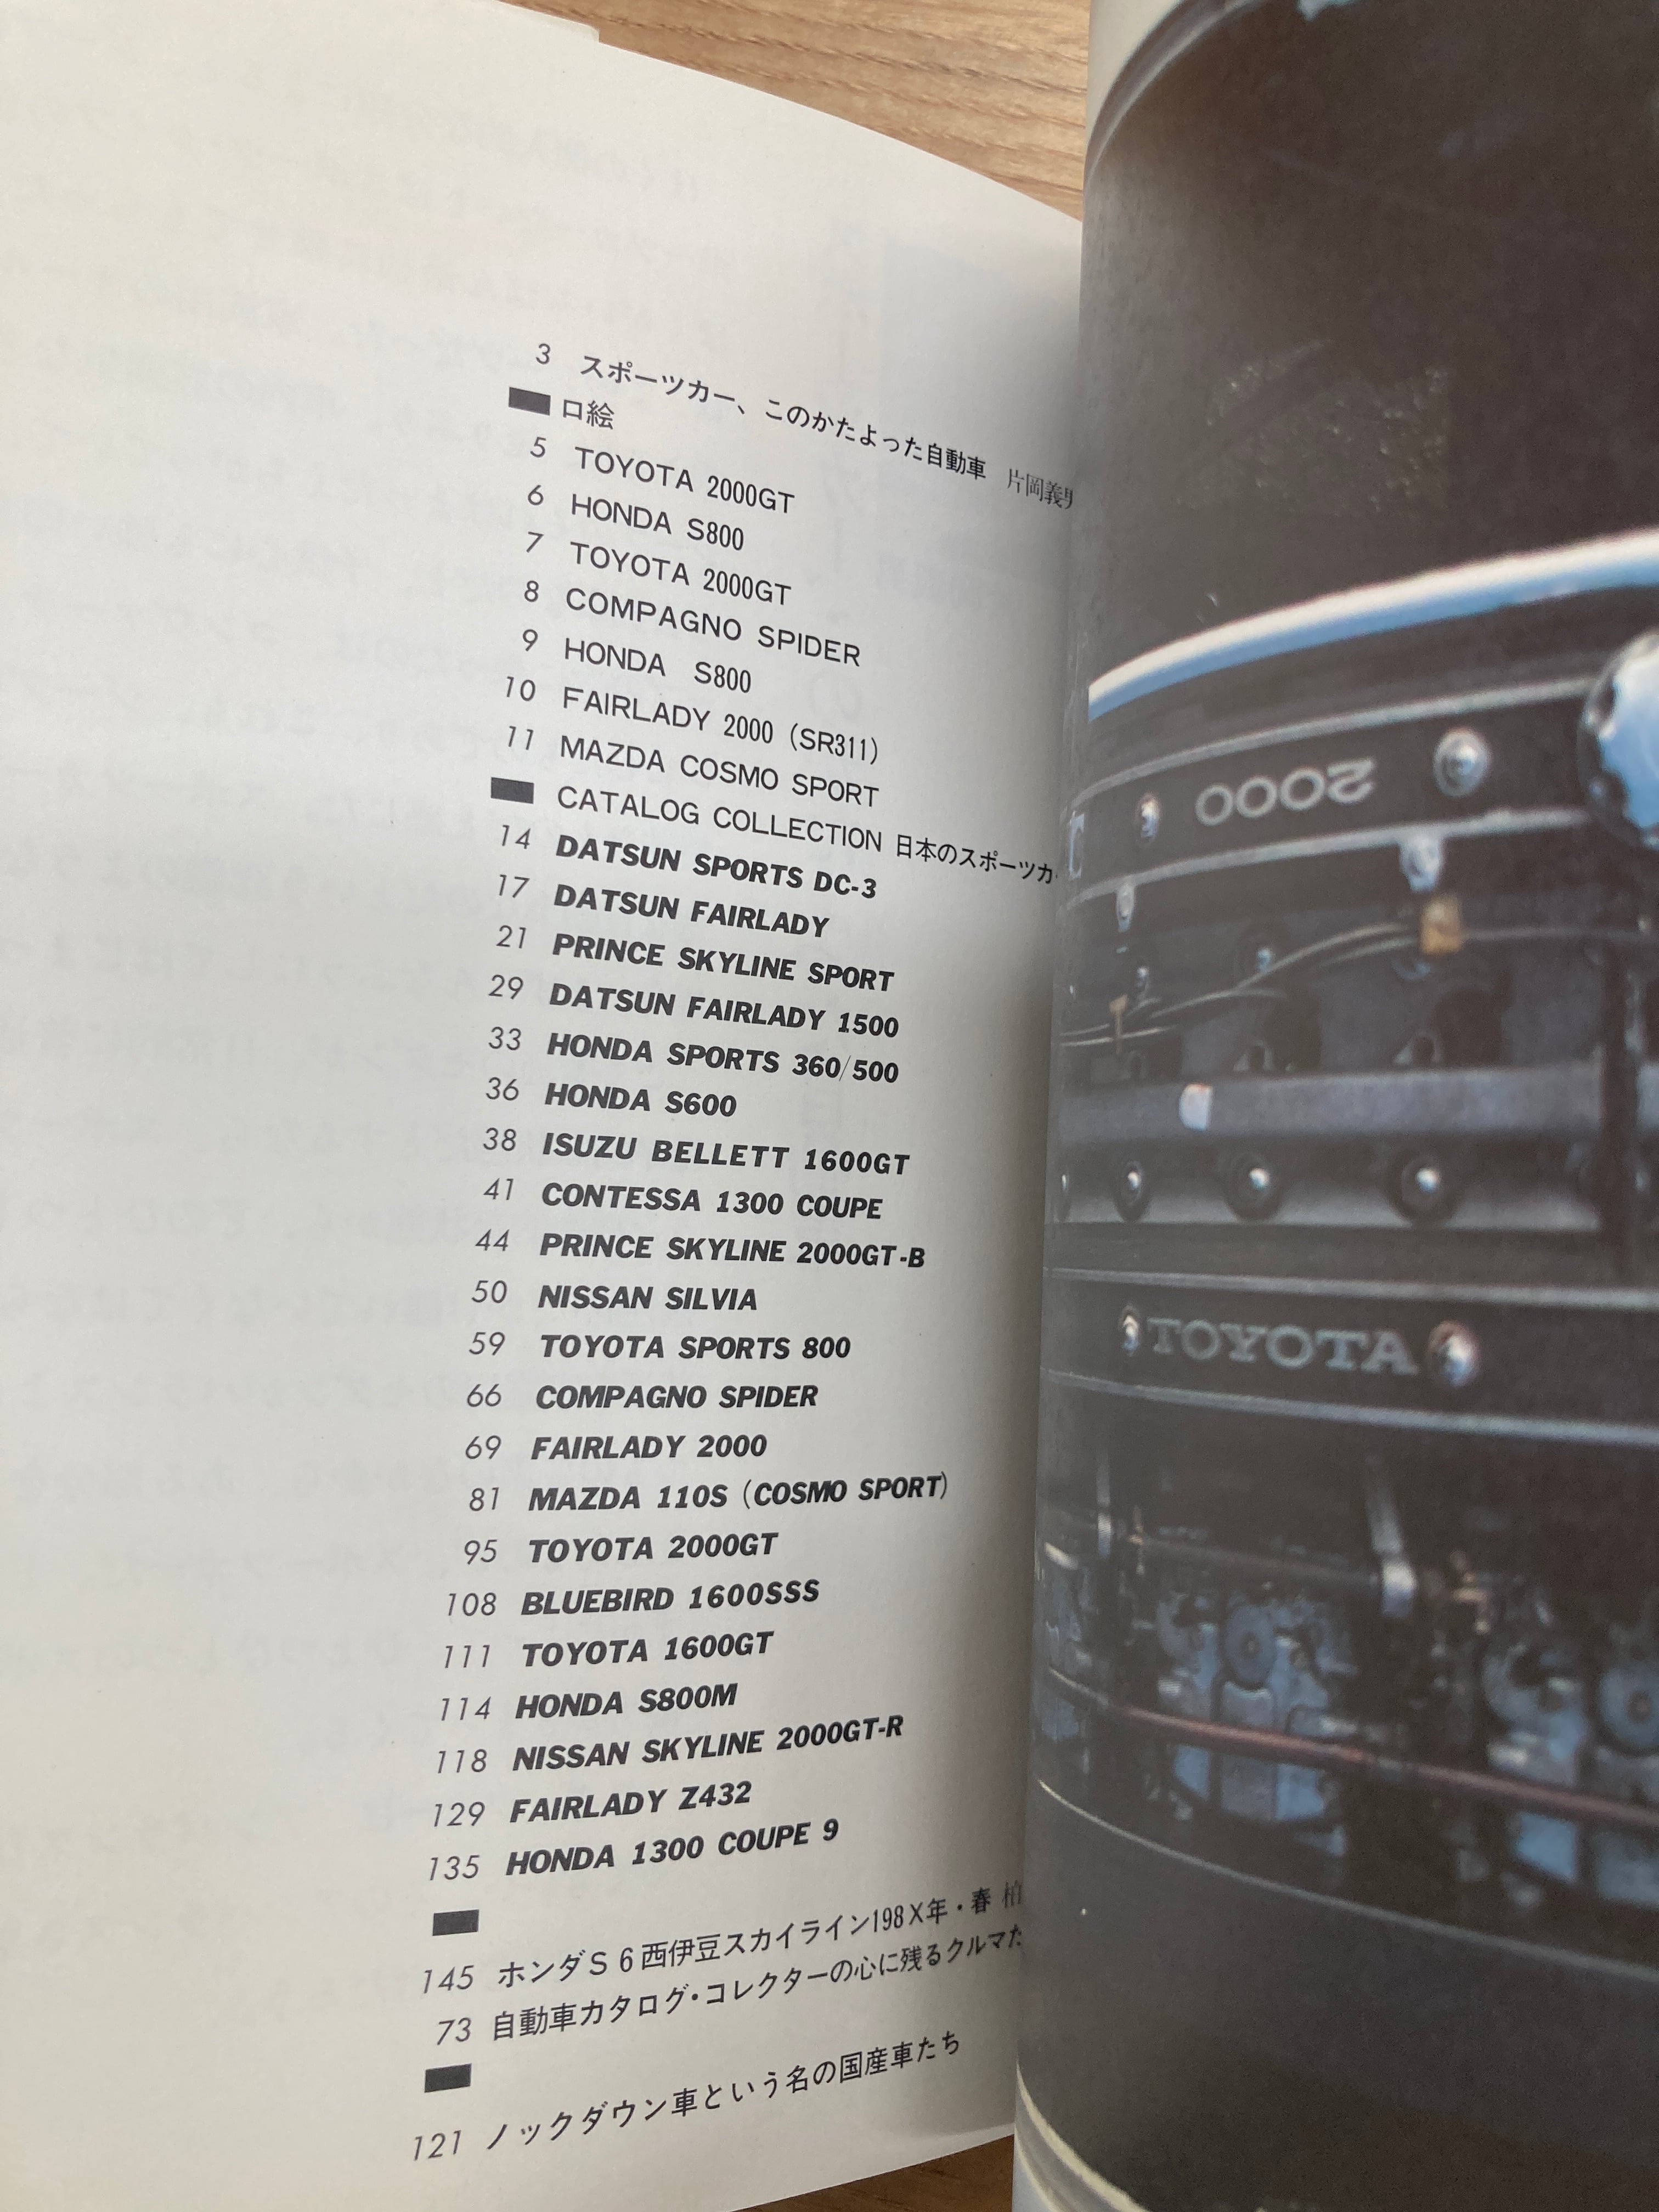 3 スポーツカー、このかたよった自動車 片岡義男
口絵
5 TOYOTA 2000GT
6 HONDA S800
7 TOYOTA 2000GT
8 COMPAGNO SPIDER
9 HONDA S800
10 FAIRLADY 2000 (SR311)
11 MAZDA COSMO SPORT
CATALOG COLLECTION 日本のスポーツカ
14 DATSUN SPORTS DC-3
17 DATSUN FAIRLADY
21 PRINCE SKYLINE SPORT
29 DATSUN FAIRLADY 1500
33 HONDA SPORTS 360/500
36 HONDA S600
38 ISUZU BELLETT 1600GT
41 CONTESSA 1300 COUPE
44 PRINCE SKYLINE 2000GT-B
50 NISSAN SILVIA
59 TOYOTA SPORTS 800
66 COMPAGNO SPIDER
69 FAIRLADY 2000
81 MAZDA 110S (COSMO SPORT)
95 TOYOTA 2000GT
108 BLUEBIRD 1600SSS
111 TOYOTA 1600GT
114 HONDA S800M
118 NISSAN SKYLINE 2000GT-R
129 FAIRLADY Z432
135 HONDA 1300 COUPE 9
145 ホンダS6西伊豆スカイライン198X年・春 柏
73 自動車カタログ・コレクターの心に残るクルマた
121 ノックダウン車という名の国産車たち
2000
TOYOTA